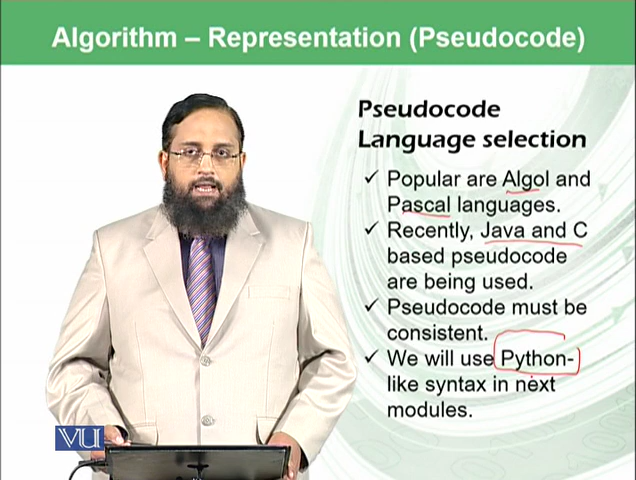 Algorithm – Representation (Pseudocode)
Pseudocode
Language selection
✓ Popular are Algol and
Pascal languages.
✓ Recently, Java and C
based pseudocode
are being used.
✓ Pseudocode must be
consistent.
✓ We will use Python-
like syntax in next
modules.
VU